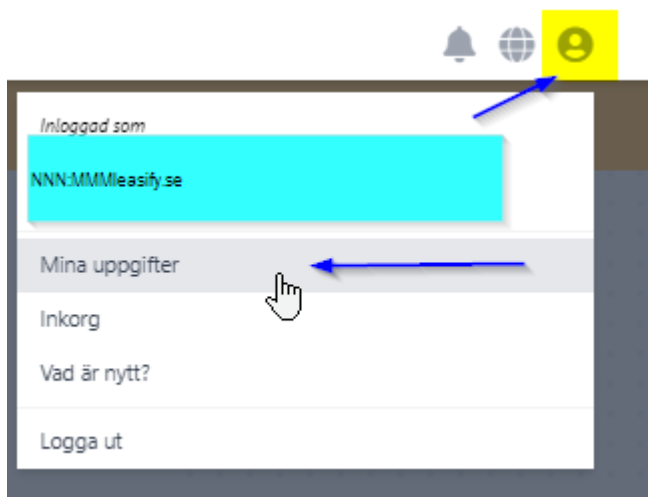 Inloggad som
NNN:MMMleasify.se
Mina uppgifter
Inkorg
Vad är nytt?
Logga ut